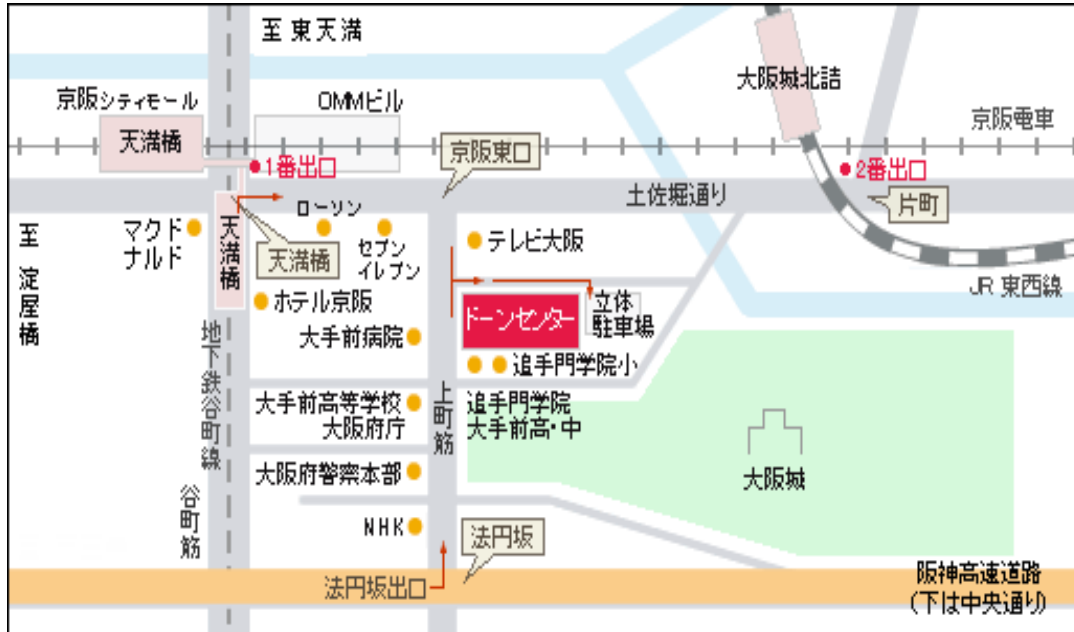 至 東天満
大阪城北詰
京阪シティモール
OMMビル
京阪電車
天満橋
京阪東口
1番出口
2番出口
土佐堀通り
片町
ローソン
マクド
ナルド
天満橋
天満橋
セブン
イレブン
テレビ大阪
至 淀屋橋
ホテル京阪
ドーンセンター
立体
駐車場
JR 東西線
大手前病院
追手門学院小
地下鉄谷町線
大手前高等学校
大阪府庁
上町筋
追手門学院
大手前高・中
大阪府警察本部
大阪城
谷町筋
NHK
法円坂
法円坂出口
阪神高速道路
(下は中央通り)